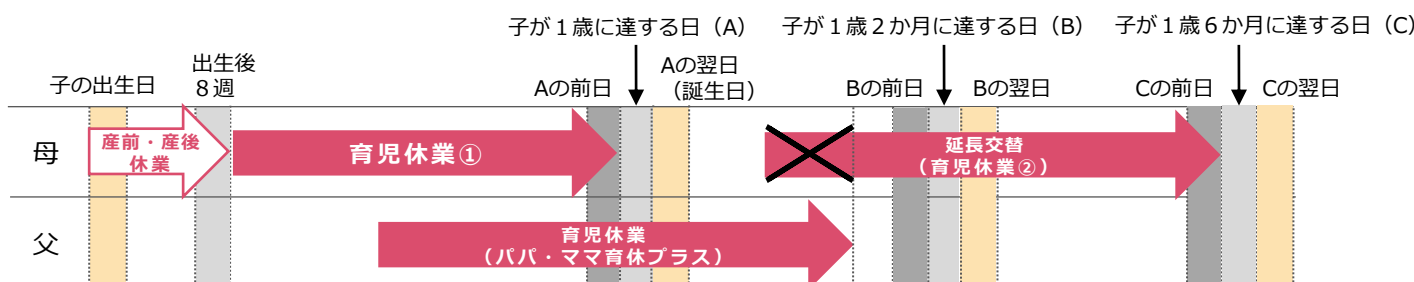 子が１歳に達する日（A）
子が１歳２か月に達する日（B）
子が１歳６か月に達する日（C）
子の出生日
出生後
８週
Aの前日
Aの翌日
（誕生日）
Bの前日
Bの翌日
Cの前日
Cの翌日
母
産前・産後
休業
育児休業①
延長交替
（育児休業②）
父
育児休業
（パパ・ママ育休プラス）